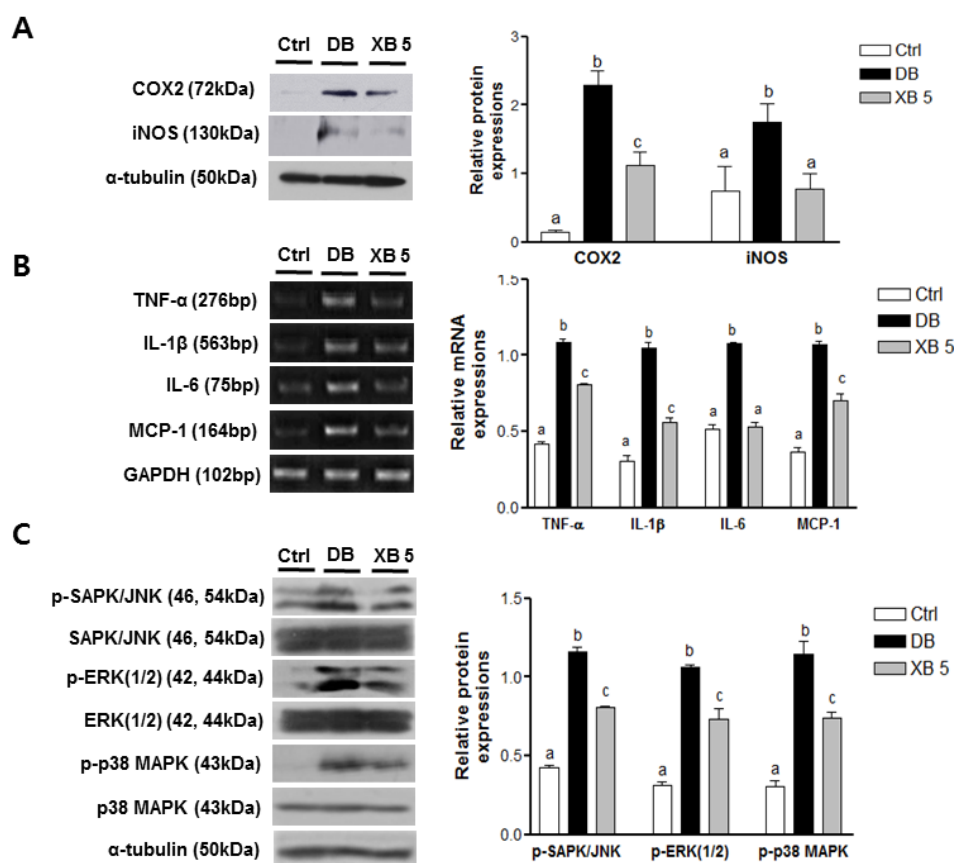 A
Ctrl DB XB 5
COX2 (72kDa)
iNOS (130kDa)
α-tubulin (50kDa)
Relative protein
expressions
3
2
1
0
a
b
c
a
b
a
COX2
iNOS
Ctrl
DB
XB 5
B
Ctrl DB XB 5
TNF-α (276bp)
IL-1β (563bp)
IL-6 (75bp)
MCP-1 (164bp)
GAPDH (102bp)
Relative mRNA
expressions
1.5
1.0
0.5
0.0
a
b
c
a
b
c
a
b
a
a
b
c
TNF-α
IL-1β
IL-6
MCP-1
Ctrl
DB
XB 5
C
Ctrl DB XB 5
p-SAPK/JNK (46, 54kDa)
SAPK/JNK (46, 54kDa)
p-ERK(1/2) (42, 44kDa)
ERK(1/2) (42, 44kDa)
p-p38 MAPK (43kDa)
p38 MAPK (43kDa)
α-tubulin (50kDa)
Relative protein
expressions
1.5
1.0
0.5
0.0
a
b
c
a
b
c
a
b
c
p-SAPK/JNK
p-ERK(1/2)
p-p38 MAPK
Ctrl
DB
XB 5